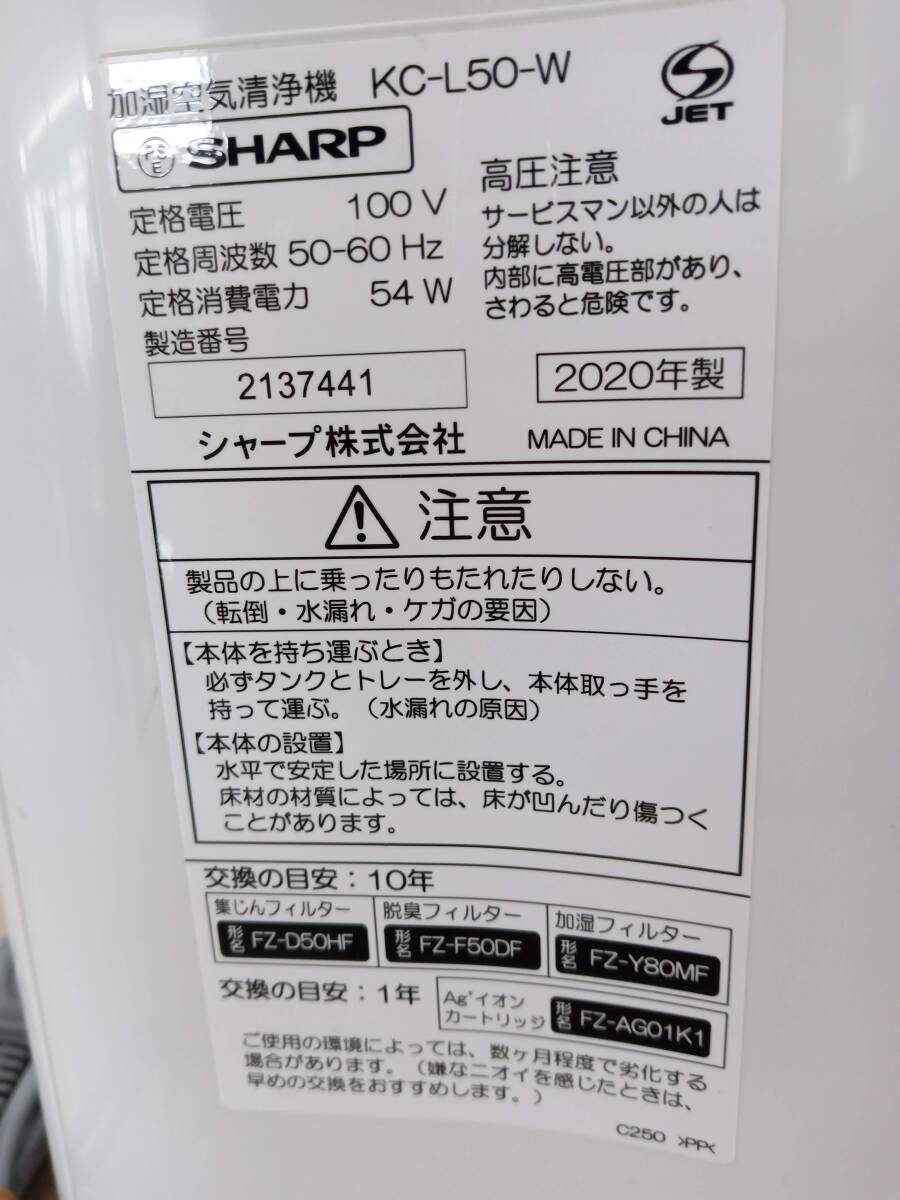 加湿空気清浄機 KC-L50-W
PS E SHARP
JET
定格電圧 100 V
定格周波数 50-60 Hz
定格消費電力 54 W
製造番号
2137441
高圧注意
サービスマン以外の人は
分解しない。
内部に高電圧部があり、
さわると危険です。
2020年製
シャープ株式会社 MADE IN CHINA
注意
製品の上に乗ったりもたれたりしない。
（転倒・水漏れ・ケガの要因）
【本体を持ち運ぶとき】
必ずタンクとトレーを外し、本体取っ手を
持って運ぶ。（水漏れの原因）
【本体の設置】
水平で安定した場所に設置する。
床材の材質によっては、床が凹んだり傷つく
ことがあります。
交換の目安：10年
集じんフィルター
形名 FZ-D50HF
脱臭フィルター
形名 FZ-F50DF
加湿フィルター
形名 FZ-Y80MF
交換の目安：1年
Ag⁺イオン
カートリッジ
形名 FZ-AG01K1
ご使用の環境によっては、数ヶ月程度で劣化する
場合があります。（嫌なニオイを感じたときは、
早めの交換をおすすめします。）
C250 >PP<